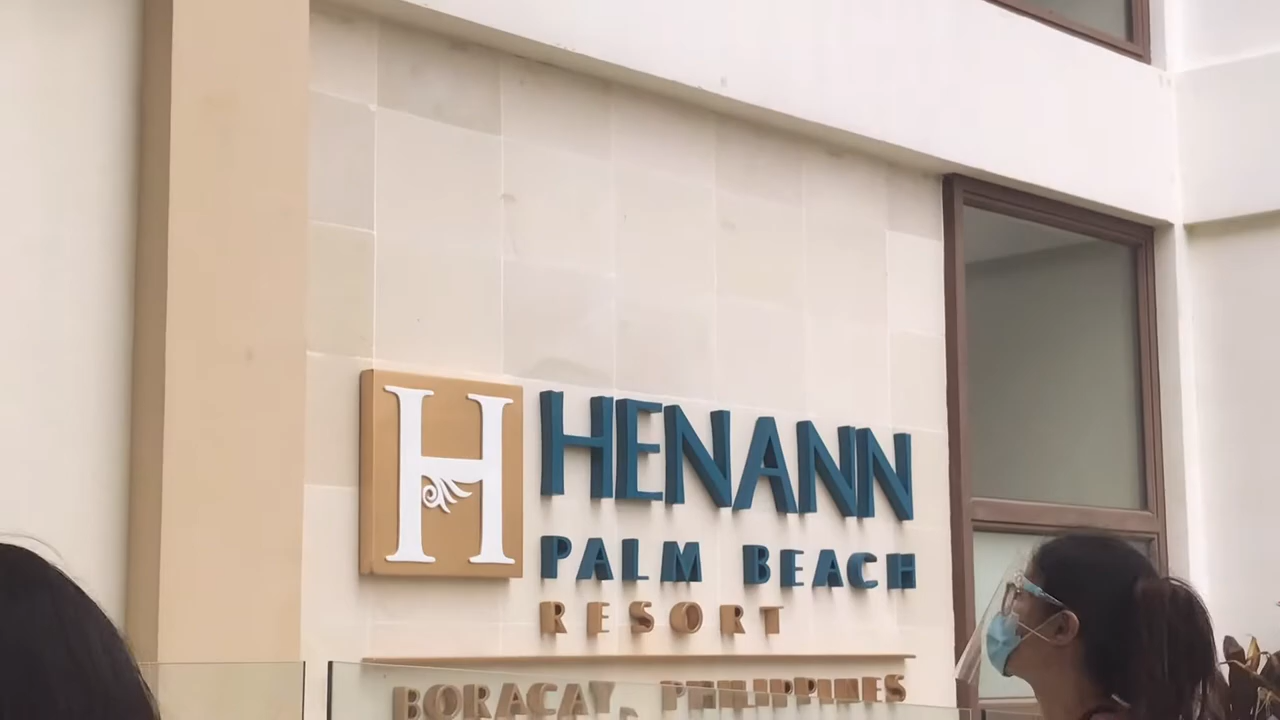 H
HENANN
PALM BEACH
RESORT
BORACAY, PHILIPPINES